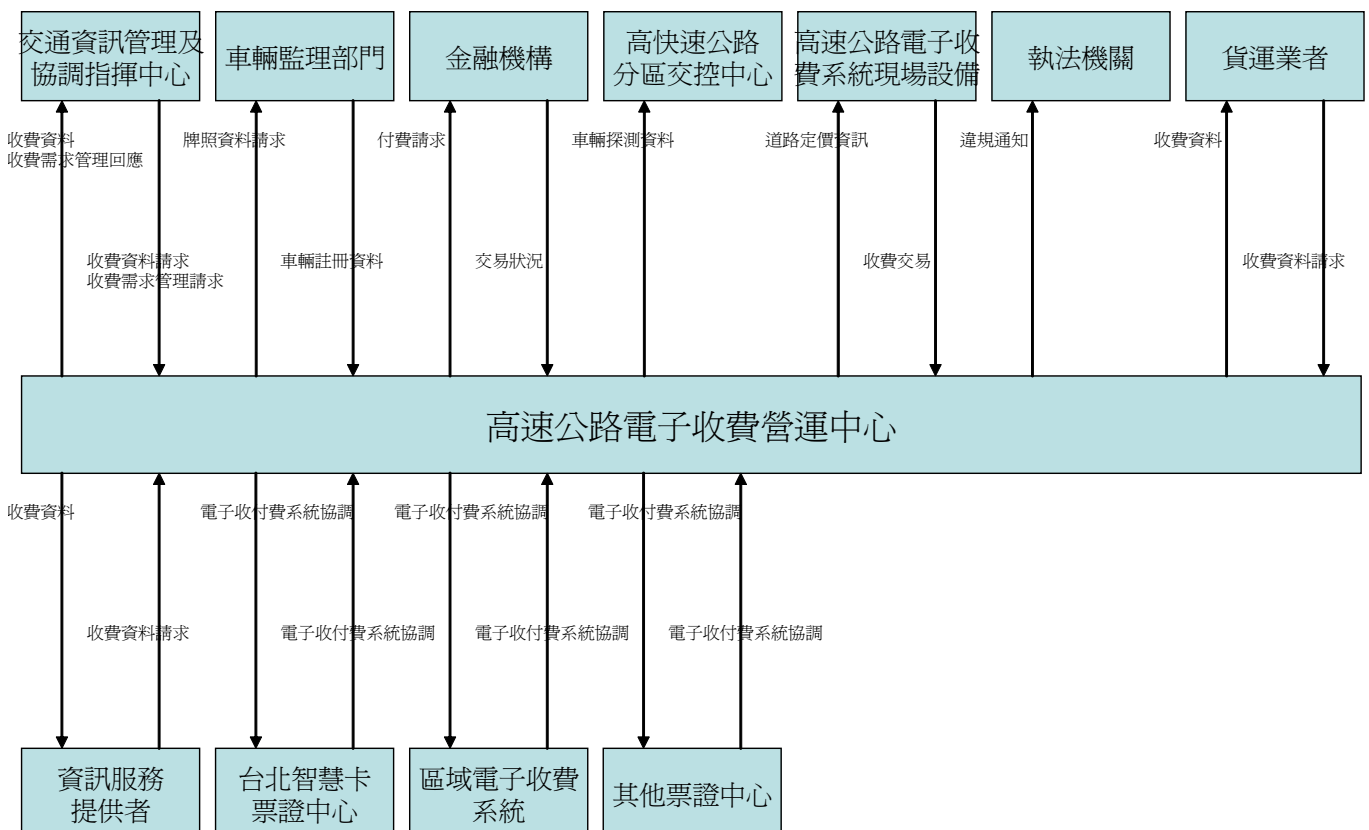 交通資訊管理及
協調指揮中心
車輛監理部門
金融機構
高快速公路
分區交控中心
高速公路電子收
費系統現場設備
執法機關
貨運業者
收費資料
收費需求管理回應
牌照資料請求
付費請求
車輛探測資料
道路定價資訊
違規通知
收費資料
收費資料請求
收費需求管理請求
車輛註冊資料
交易狀況
收費交易
收費資料請求
高速公路電子收費營運中心
收費資料
電子收付費系統協調
電子收付費系統協調
電子收付費系統協調
收費資料請求
電子收付費系統協調
電子收付費系統協調
電子收付費系統協調
資訊服務
提供者
台北智慧卡
票證中心
區域電子收費
系統
其他票證中心